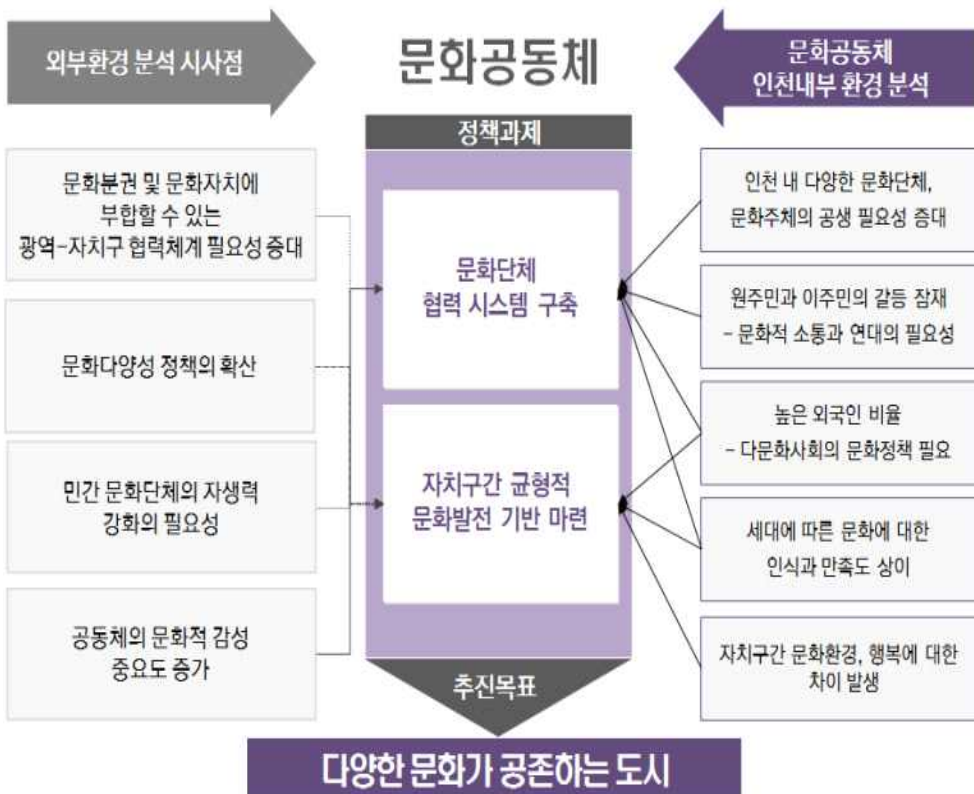 외부환경 분석 시사점
문화공동체
문화공동체
인천내부 환경 분석
정책과제
문화분권 및 문화자치에
부합할 수 있는
광역-자치구 협력체계 필요성 증대
문화다양성 정책의 확산
민간 문화단체의 자생력
강화의 필요성
공동체의 문화적 감성
중요도 증가
문화단체
협력 시스템 구축
자치구간 균형적
문화발전 기반 마련
인천 내 다양한 문화단체,
문화주체의 공생 필요성 증대
원주민과 이주민의 갈등 잠재
- 문화적 소통과 연대의 필요성
높은 외국인 비율
- 다문화사회의 문화정책 필요
세대에 따른 문화에 대한
인식과 만족도 상이
자치구간 문화환경, 행복에 대한
차이 발생
추진목표
다양한 문화가 공존하는 도시